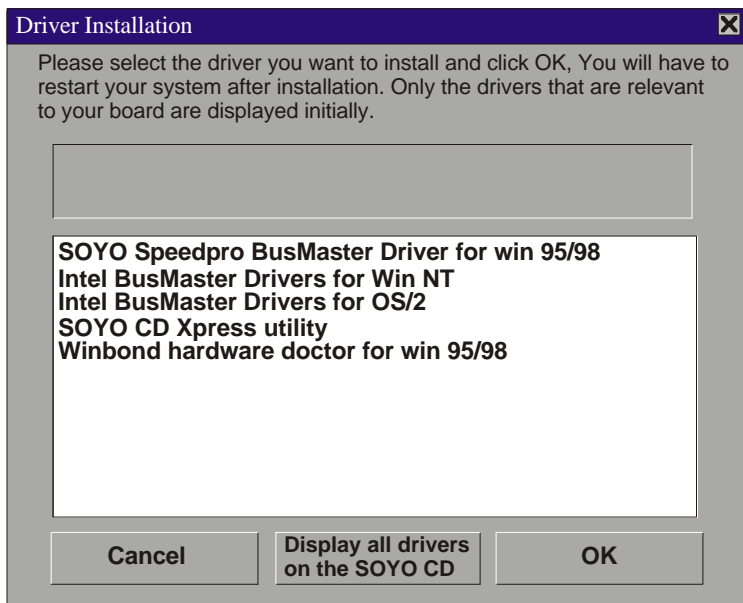 Driver Installation
Please select the driver you want to install and click OK, You will have to
restart your system after installation. Only the drivers that are relevant
to your board are displayed initially.
SOYO Speedpro BusMaster Driver for win 95/98
Intel BusMaster Drivers for Win NT
Intel BusMaster Drivers for OS/2
SOYO CD Xpress utility
Winbond hardware doctor for win 95/98
Cancel
Display all drivers
on the SOYO CD
OK